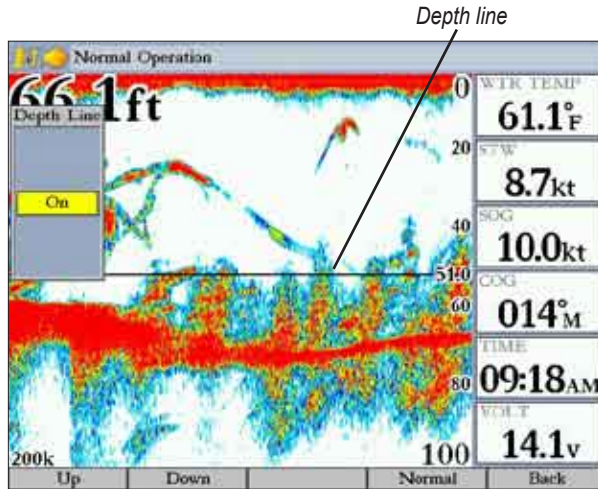 Depth line
Normal Operation
66.1ft
Depth Line
On
0
20
40
51.0
60
80
100
200k
WTR TEMP
61.1°F
STW
8.7kt
SOG
10.0kt
COG
014°M
TIME
09:18AM
VOLT
14.1v
Up
Down
Normal
Back